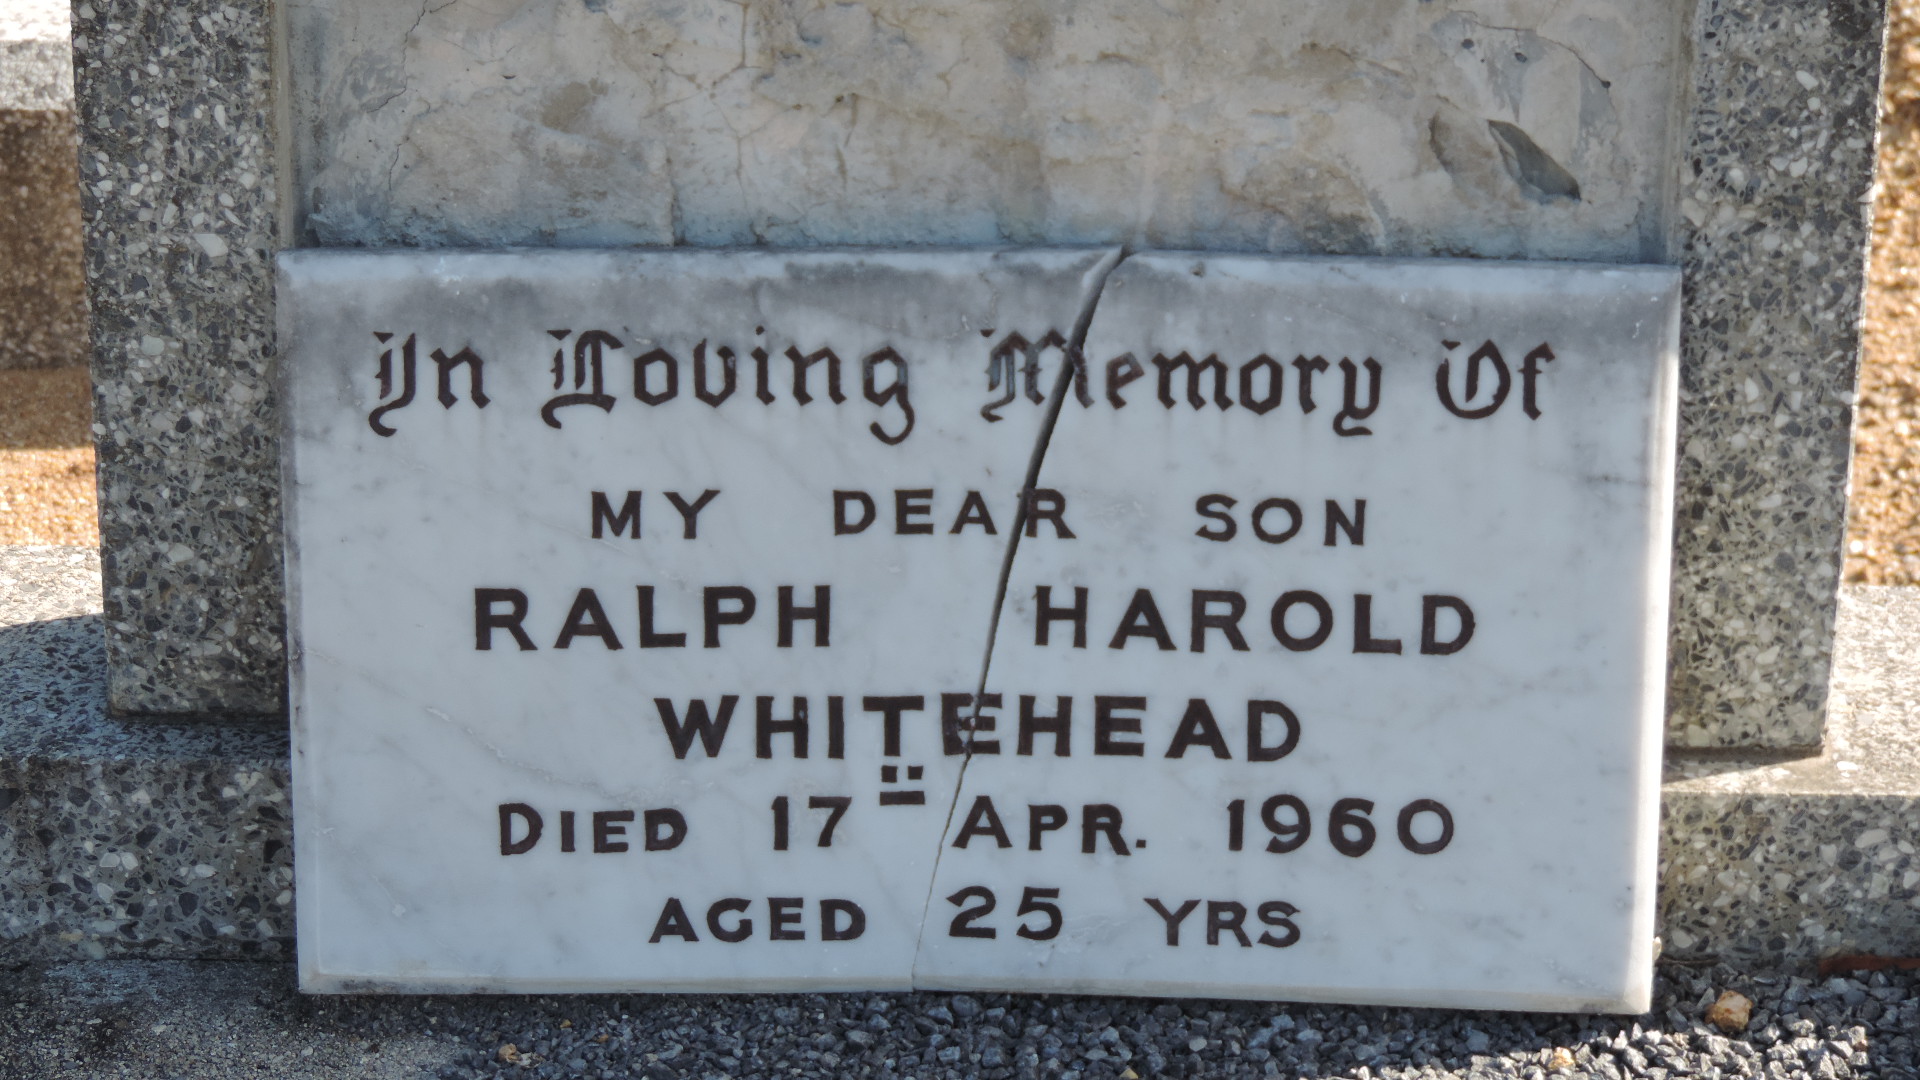 In Loving Memory Of
MY DEAR SON
RALPH HAROLD
WHITEHEAD
DIED 17TH APR. 1960
AGED 25 YRS